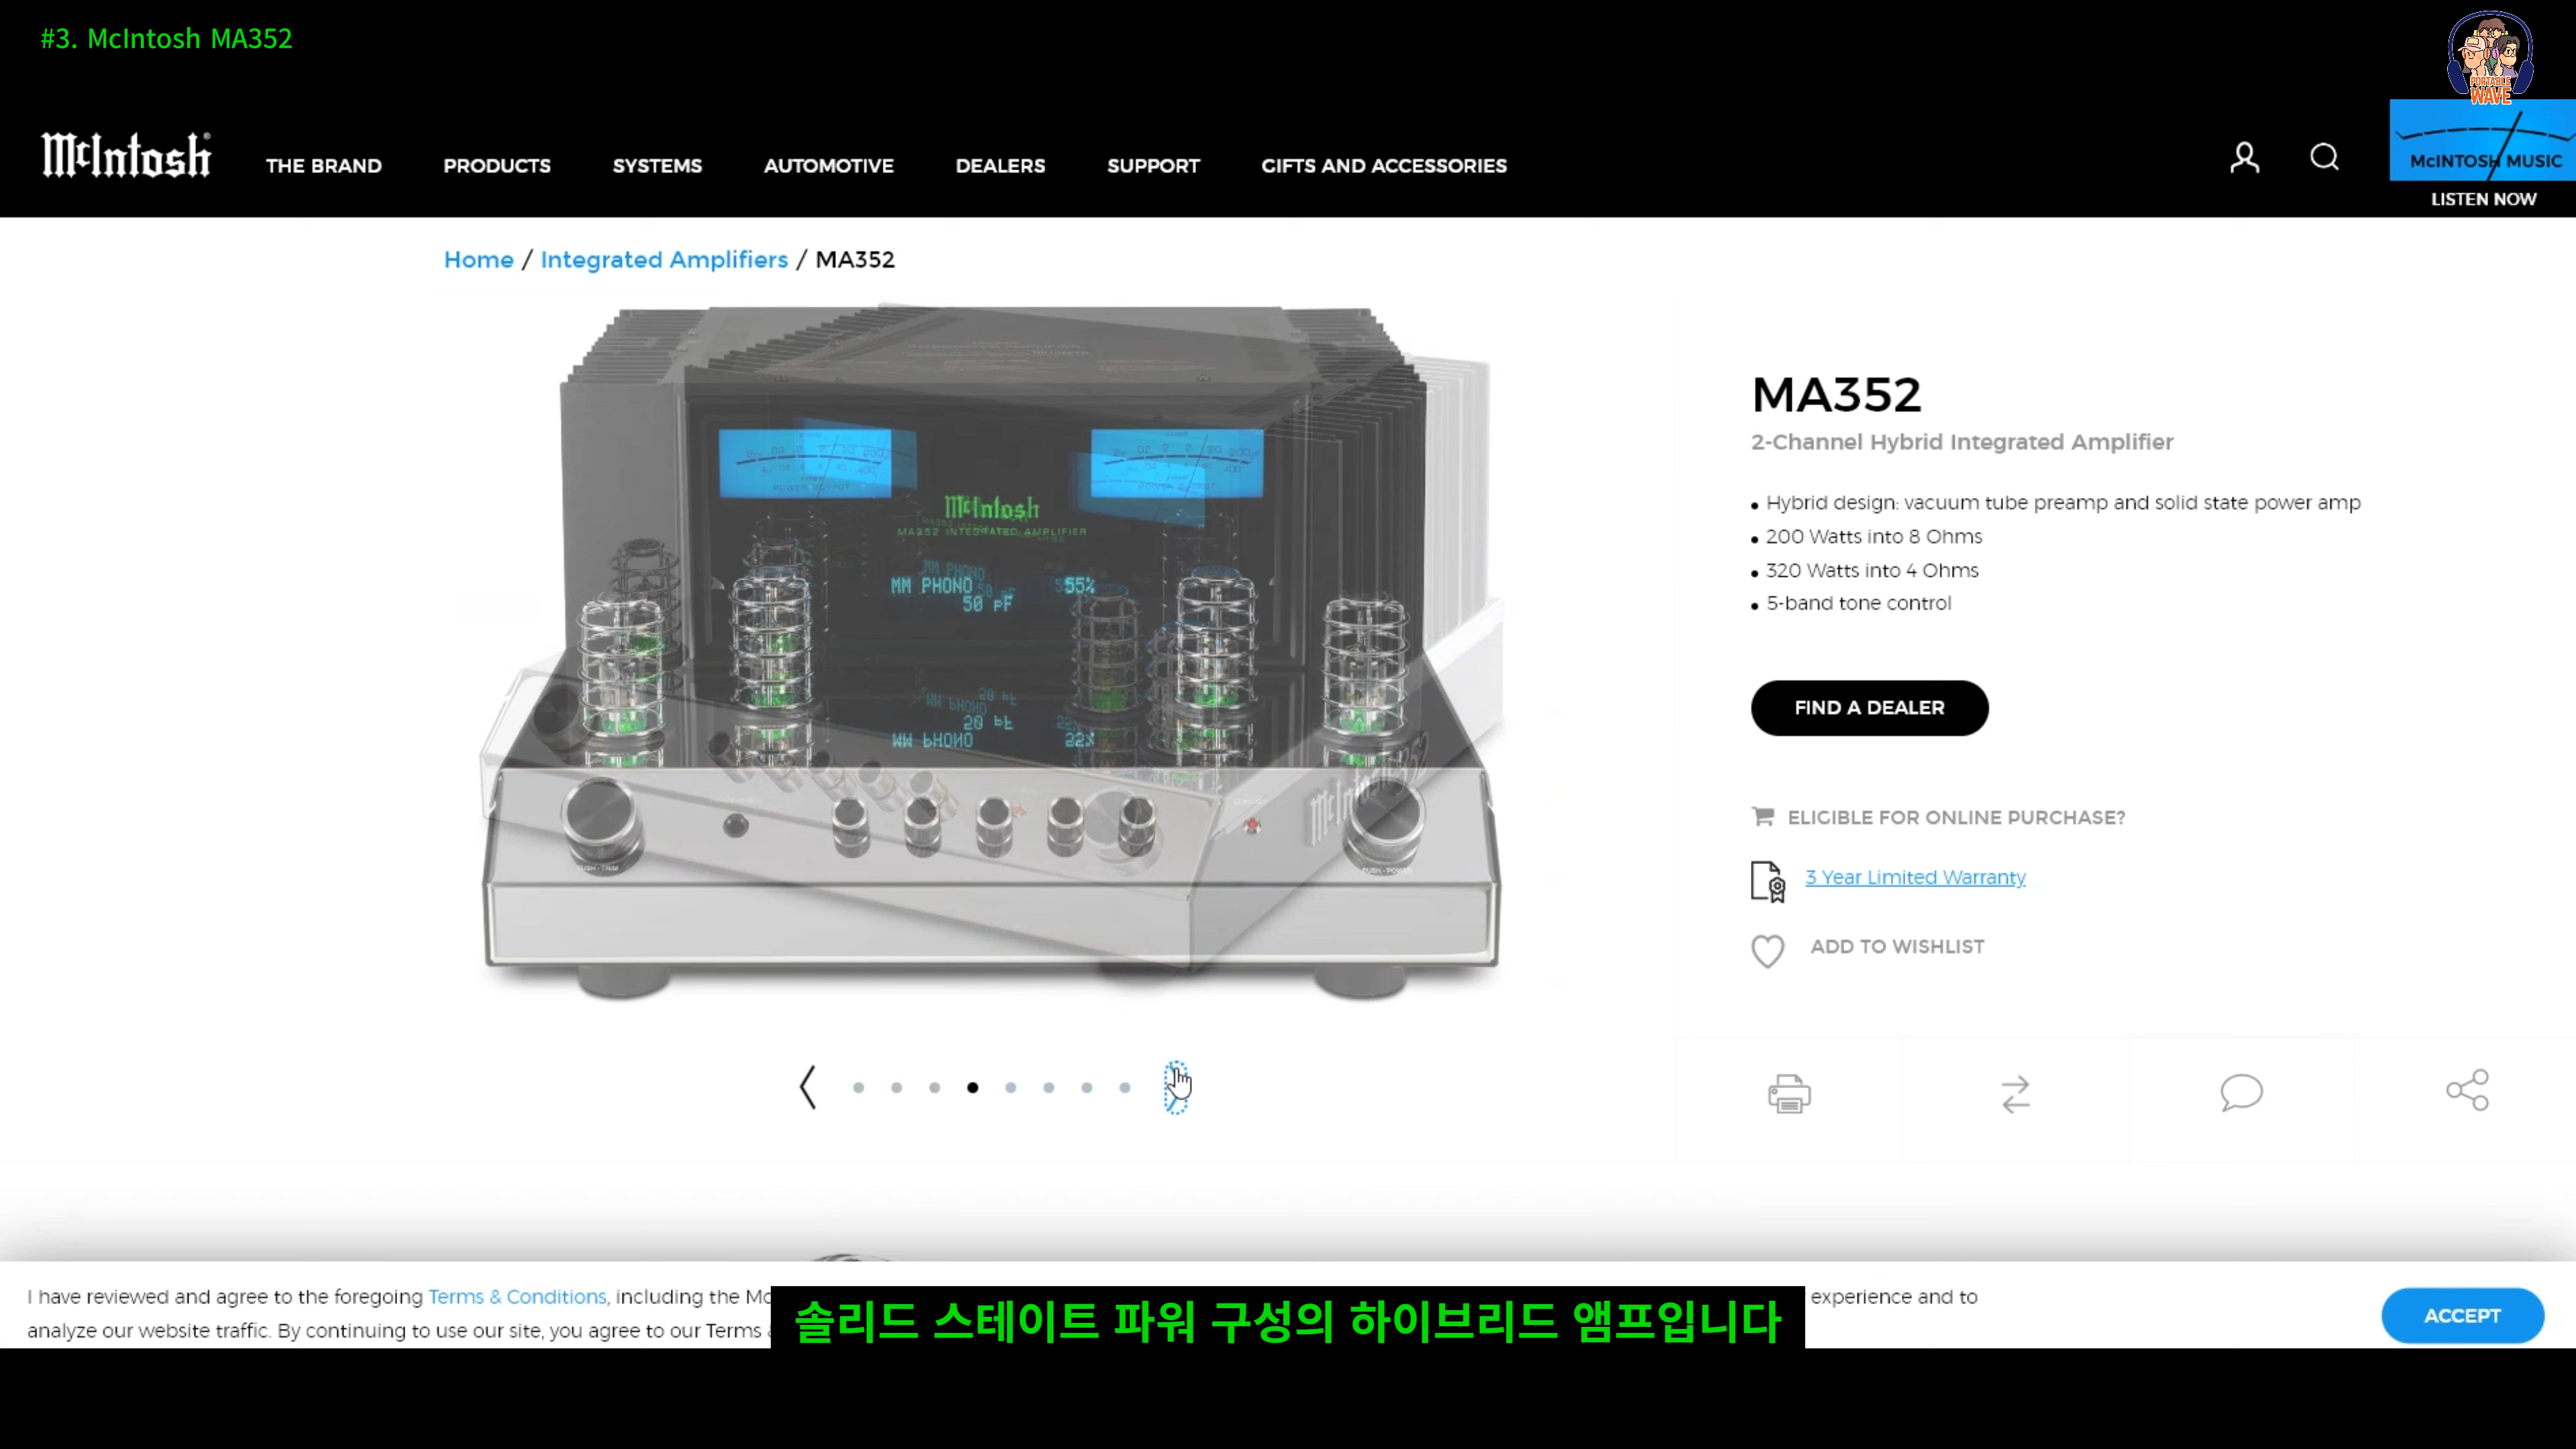 #3. McIntosh MA352
PORTABLE
WAVE
McIntosh
THE BRAND
PRODUCTS
SYSTEMS
AUTOMOTIVE
DEALERS
SUPPORT
GIFTS AND ACCESSORIES
McINTOSH MUSIC
LISTEN NOW
Home / Integrated Amplifiers / MA352
McIntosh
MA352 INTEGRATED AMPLIFIER
MM PHONO 55%
50 pF
MA352
2-Channel Hybrid Integrated Amplifier
• Hybrid design: vacuum tube preamp and solid state power amp
• 200 Watts into 8 Ohms
• 320 Watts into 4 Ohms
• 5-band tone control
FIND A DEALER
ELIGIBLE FOR ONLINE PURCHASE?
3 Year Limited Warranty
ADD TO WISHLIST
I have reviewed and agree to the foregoing Terms & Conditions, including the experience and to
analyze our website traffic. By continuing to use our site, you agree to our Terms
ACCEPT
솔리드 스테이트 파워 구성의 하이브리드 앰프입니다